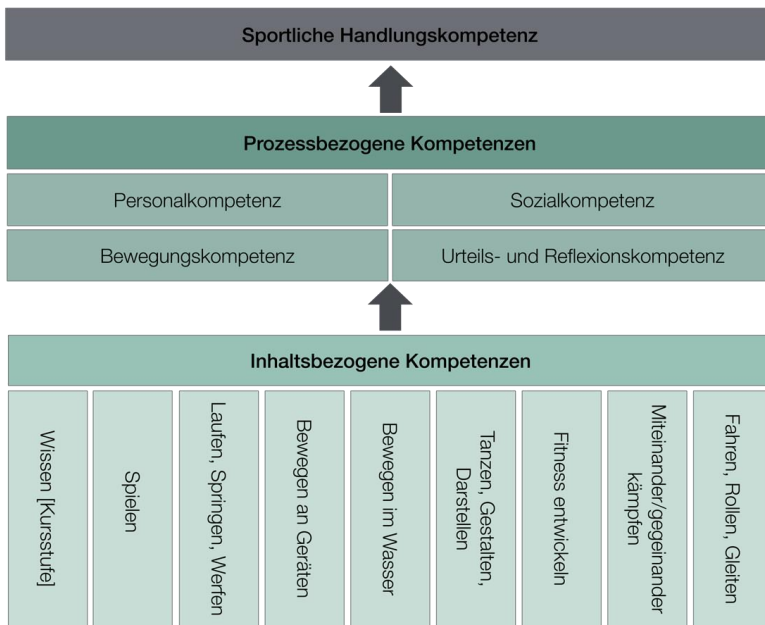 Sportliche Handlungskompetenz
Prozessbezogene Kompetenzen
Personalkompetenz
Sozialkompetenz
Bewegungskompetenz
Urteils- und Reflexionskompetenz
Inhaltsbezogene Kompetenzen
Wissen [Kursstufe]
Spielen
Laufen, Springen, Werfen
Bewegen an Geräten
Bewegen im Wasser
Tanzen, Gestalten,
Darstellen
Fitness entwickeln
Miteinander/gegeinander
kämpfen
Fahren, Rollen, Gleiten